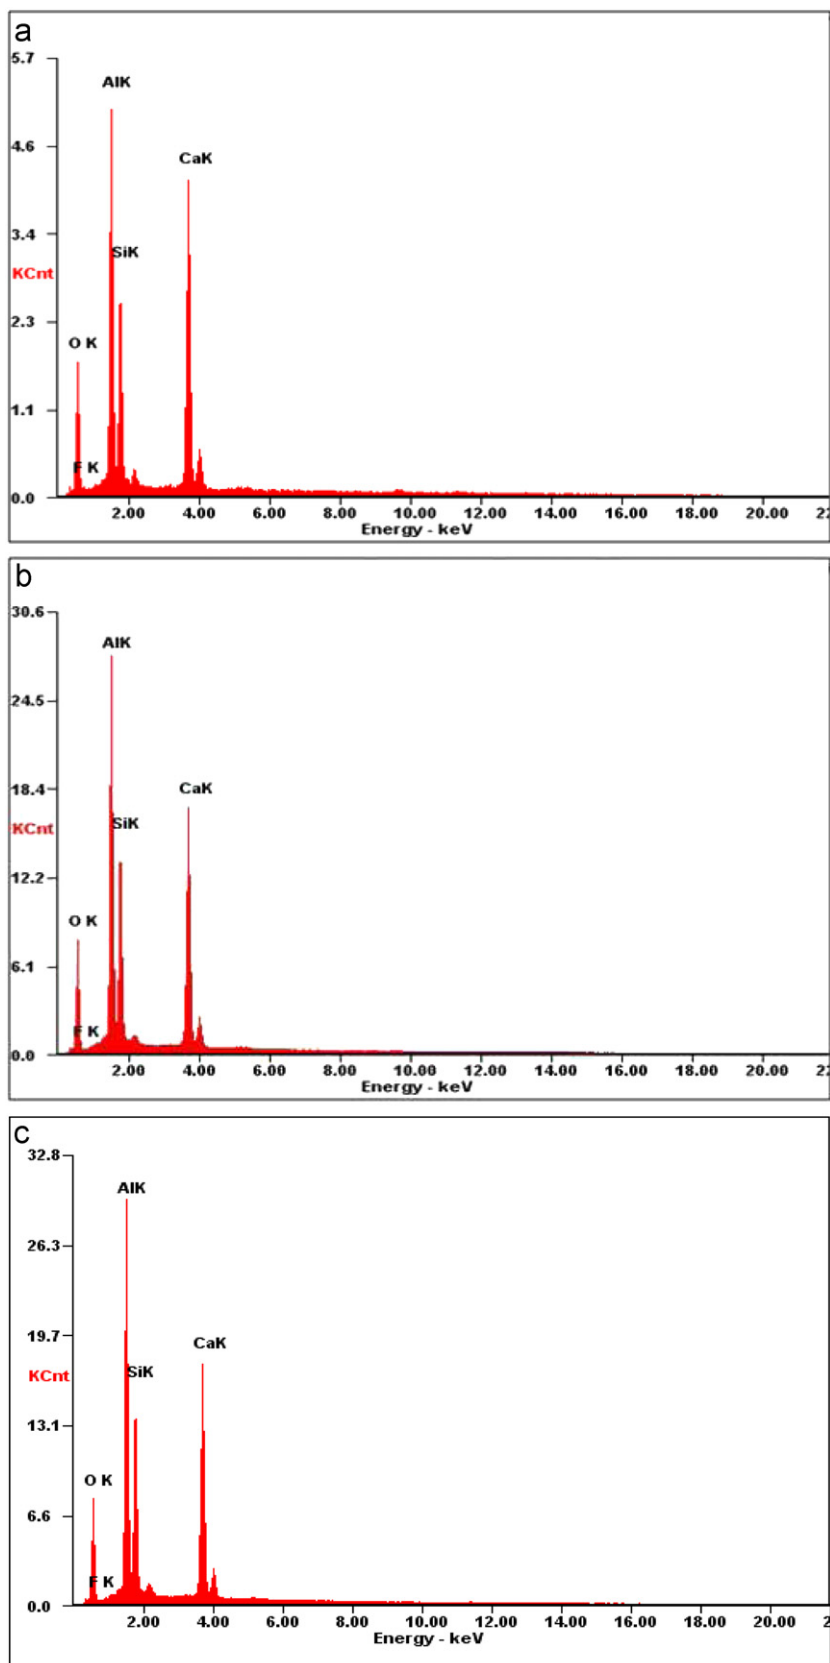 a
5.7
AlK
4.6
CaK
3.4
SiK
KCnt
2.3
O K
1.1
F K
0.0
2.00 4.00 6.00 8.00 10.00 12.00 14.00 16.00 18.00 20.00 22
Energy - keV
b
30.6
AlK
24.5
18.4
CaK
KCnt
SiK
12.2
O K
6.1
F K
0.0
2.00 4.00 6.00 8.00 10.00 12.00 14.00 16.00 18.00 20.00 22
Energy - keV
c
32.8
AlK
26.3
19.7
CaK
KCnt
SiK
13.1
O K
6.6
F K
0.0
2.00 4.00 6.00 8.00 10.00 12.00 14.00 16.00 18.00 20.00 2
Energy - keV